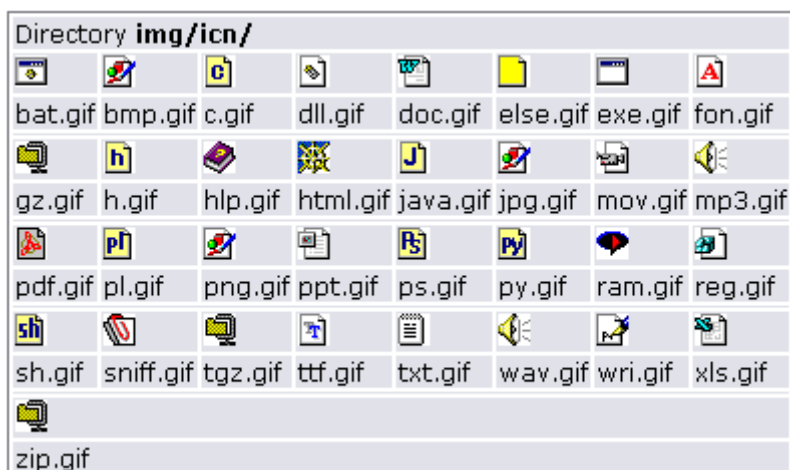 Directory img/icn/
bat.gif bmp.gif c.gif dll.gif doc.gif else.gif exe.gif fon.gif
gz.gif h.gif hlp.gif html.gif java.gif jpg.gif mov.gif mp3.gif
pdf.gif pl.gif png.gif ppt.gif ps.gif py.gif ram.gif reg.gif
sh.gif sniff.gif tgz.gif ttf.gif txt.gif wav.gif wri.gif xls.gif
zip.gif